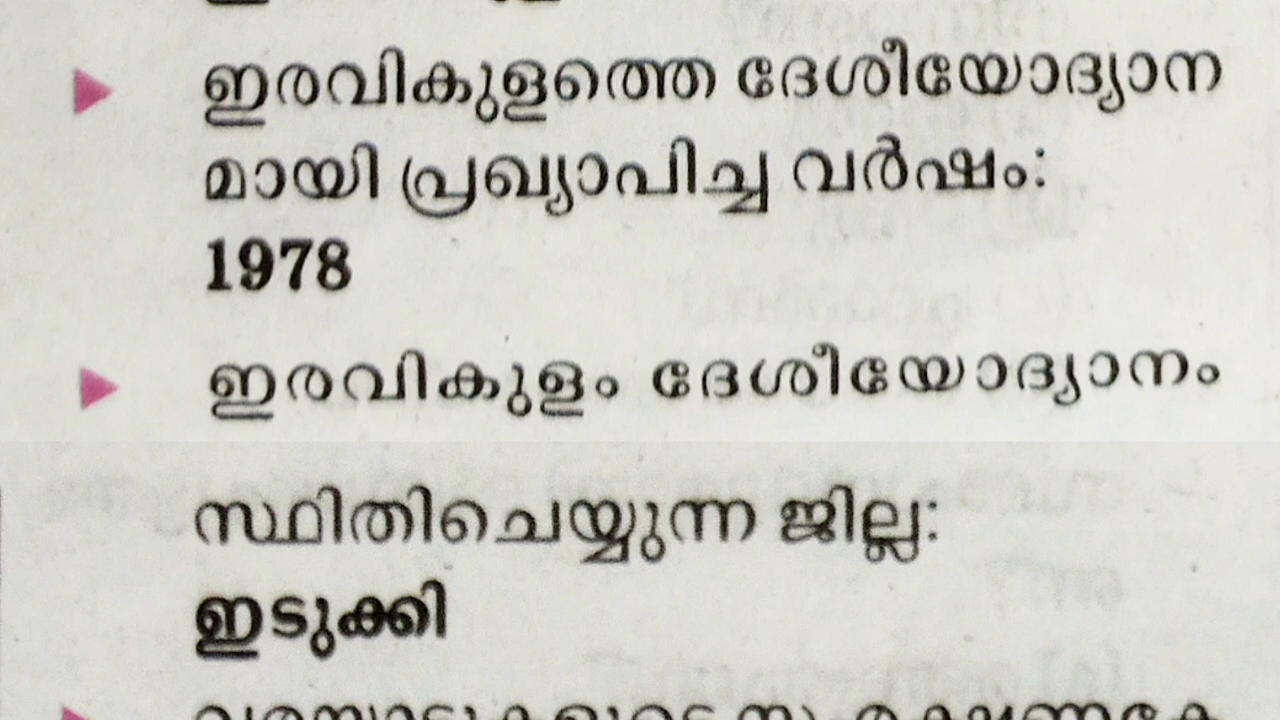 ഇരവികുളത്തെ ദേശീയോദ്യാന
മായി പ്രഖ്യാപിച്ച വർഷം:
1978
ഇരവികുളം ദേശീയോദ്യാനം
സ്ഥിതിചെയ്യുന്ന ജില്ല:
ഇടുക്കി